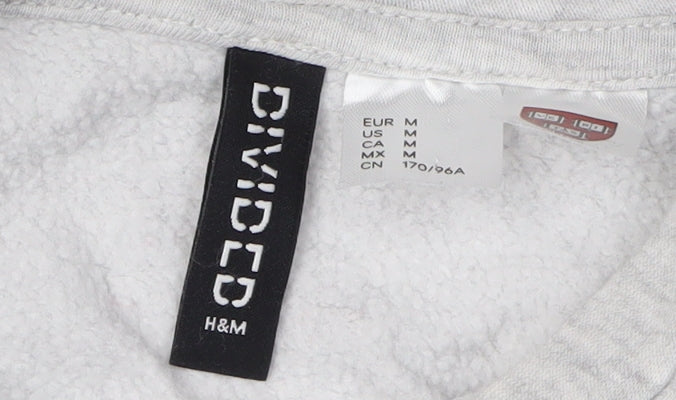 DIVIDED
H&M
EUR M
US M
CA M
MX M
CN 170/96A